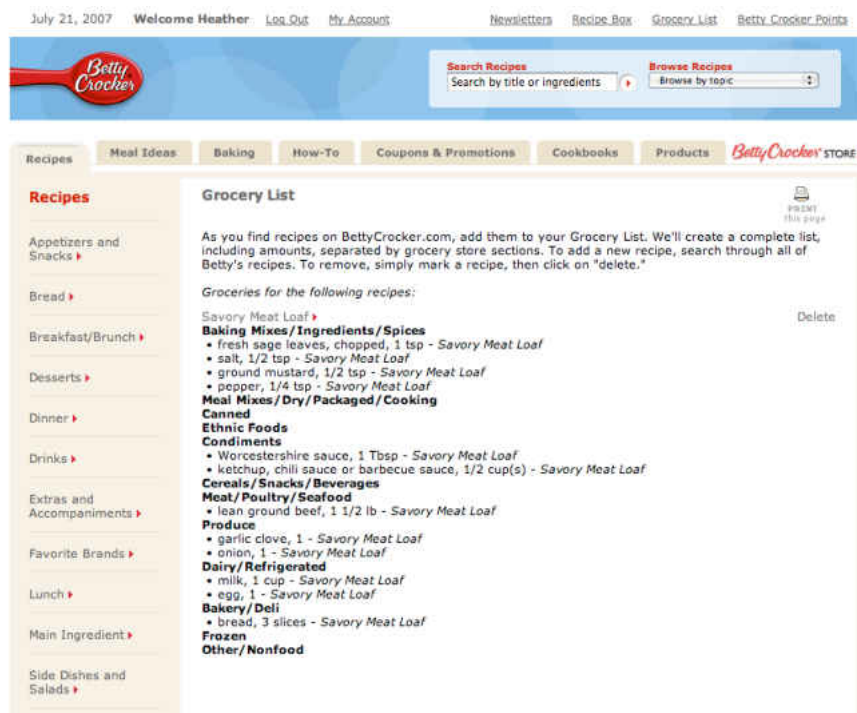 July 21, 2007 Welcome Heather Log Out My Account Newsletters Recipe Box Grocery List Betty Crocker Points
Betty
Crocker
Search Recipes
Search by title or ingredients
Browse Recipes
Browse by topic
Recipes Meal Ideas Baking How-To Coupons & Promotions Cookbooks Products Betty Crocker STORE
Recipes
Appetizers and
Snacks
Bread
Breakfast/Brunch
Desserts
Dinner
Drinks
Extras and
Accompaniments
Favorite Brands
Lunch
Main Ingredient
Side Dishes and
Salads
Grocery List
PRINT
this page
As you find recipes on BettyCrocker.com, add them to your Grocery List. We'll create a complete list,
including amounts, separated by grocery store sections. To add a new recipe, search through all of
Betty's recipes. To remove, simply mark a recipe, then click on "delete."
Groceries for the following recipes:
Savory Meat Loaf Delete
Baking Mixes/Ingredients/Spices
• fresh sage leaves, chopped, 1 tsp - Savory Meat Loaf
• salt, 1/2 tsp - Savory Meat Loaf
• ground mustard, 1/2 tsp - Savory Meat Loaf
• pepper, 1/4 tsp - Savory Meat Loaf
Meal Mixes/Dry/Packaged/Cooking
Canned
Ethnic Foods
Condiments
• Worcestershire sauce, 1 Tbsp - Savory Meat Loaf
• ketchup, chili sauce or barbecue sauce, 1/2 cup(s) - Savory Meat Loaf
Cereals/Snacks/Beverages
Meat/Poultry/Seafood
• lean ground beef, 1 1/2 lb - Savory Meat Loaf
Produce
• garlic clove, 1 - Savory Meat Loaf
• onion, 1 - Savory Meat Loaf
Dairy/Refrigerated
• milk, 1 cup - Savory Meat Loaf
• egg, 1 - Savory Meat Loaf
Bakery/Deli
• bread, 3 slices - Savory Meat Loaf
Frozen
Other/Nonfood